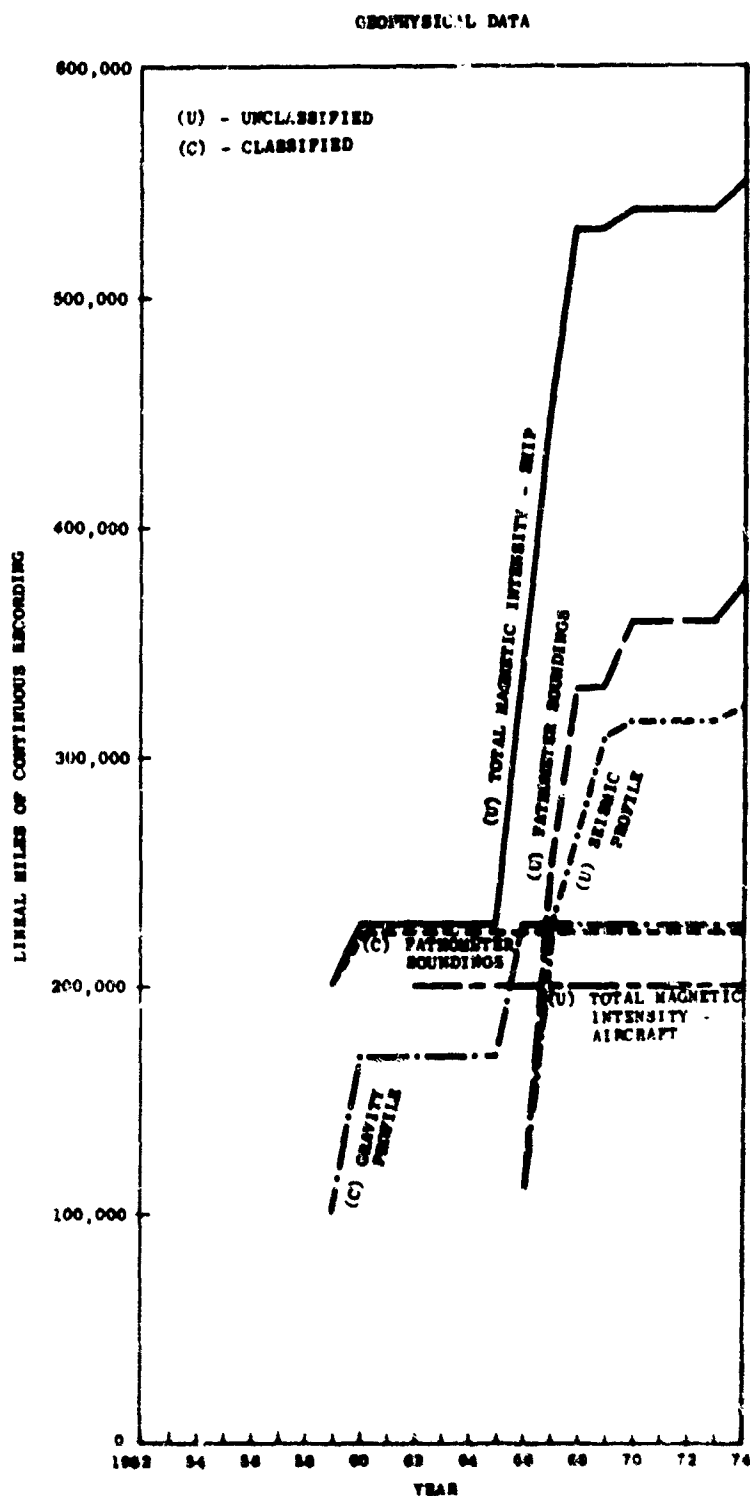 GEOPHYSICAL DATA
600,000
(U) - UNCLASSIFIED
(C) - CLASSIFIED
500,000
400,000
300,000
200,000
100,000
0
LINEAL MILES OF CONTINUOUS RECORDING
(U) TOTAL MAGNETIC INTENSITY - SHIP
(U) FATHOMETER SOUNDINGS
(U) SEISMIC
PROFILE
(C) FATHOMETER
SOUNDINGS
(U) TOTAL MAGNETIC
INTENSITY -
AIRCRAFT
(C) GRAVITY
PROFILE
1952 54 56 58 60 62 64 66 68 70 72 74
YEAR